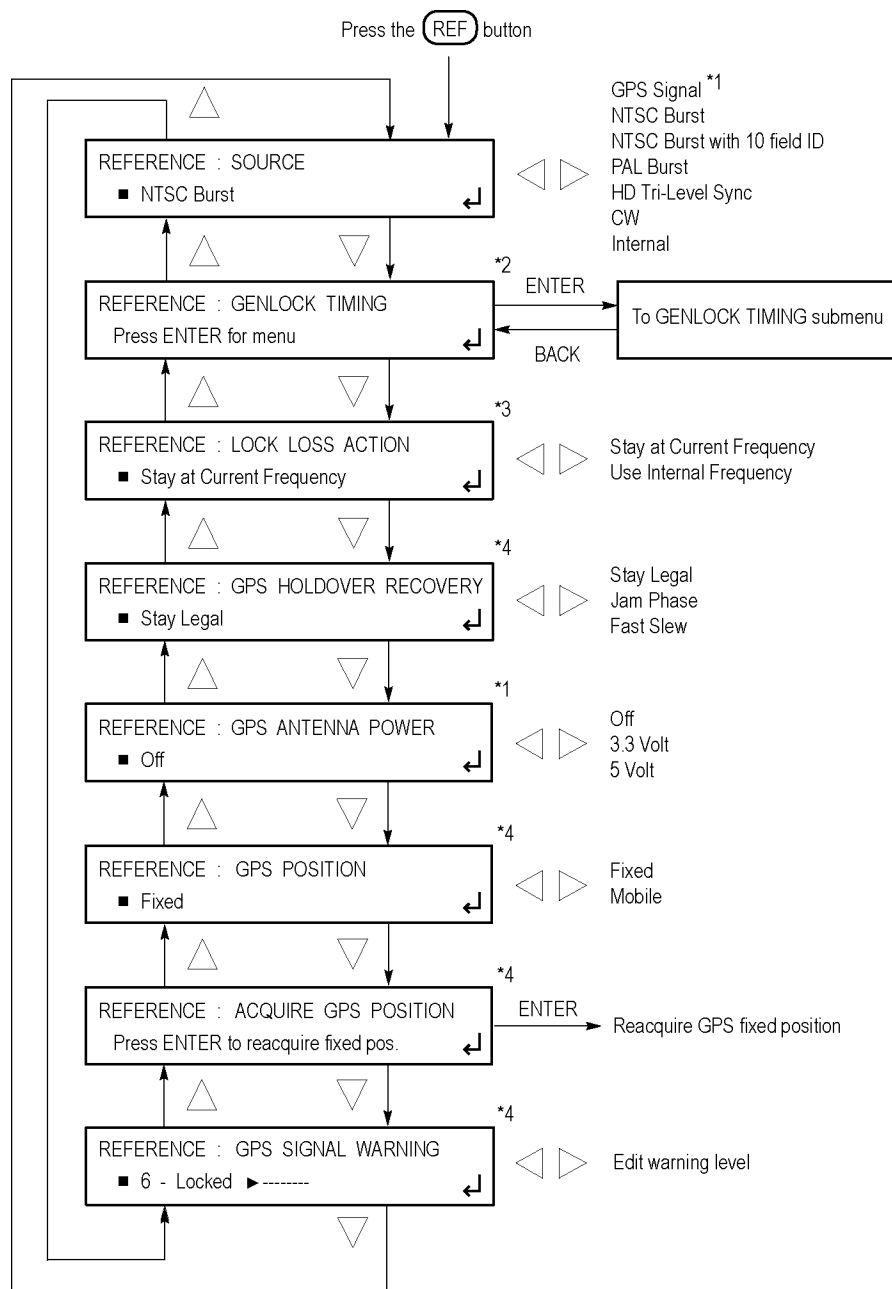 Press the REF button
GPS Signal *1
NTSC Burst
NTSC Burst with 10 field ID
PAL Burst
HD Tri-Level Sync
CW
Internal
REFERENCE : SOURCE
■ NTSC Burst
*2
REFERENCE : GENLOCK TIMING
Press ENTER for menu
ENTER
BACK
To GENLOCK TIMING submenu
*3
REFERENCE : LOCK LOSS ACTION
■ Stay at Current Frequency
Stay at Current Frequency
Use Internal Frequency
*4
REFERENCE : GPS HOLDOVER RECOVERY
■ Stay Legal
Stay Legal
Jam Phase
Fast Slew
*1
REFERENCE : GPS ANTENNA POWER
■ Off
Off
3.3 Volt
5 Volt
*4
REFERENCE : GPS POSITION
■ Fixed
Fixed
Mobile
*4
REFERENCE : ACQUIRE GPS POSITION
Press ENTER to reacquire fixed pos.
ENTER
Reacquire GPS fixed position
*4
REFERENCE : GPS SIGNAL WARNING
■ 6 - Locked ►--------
Edit warning level